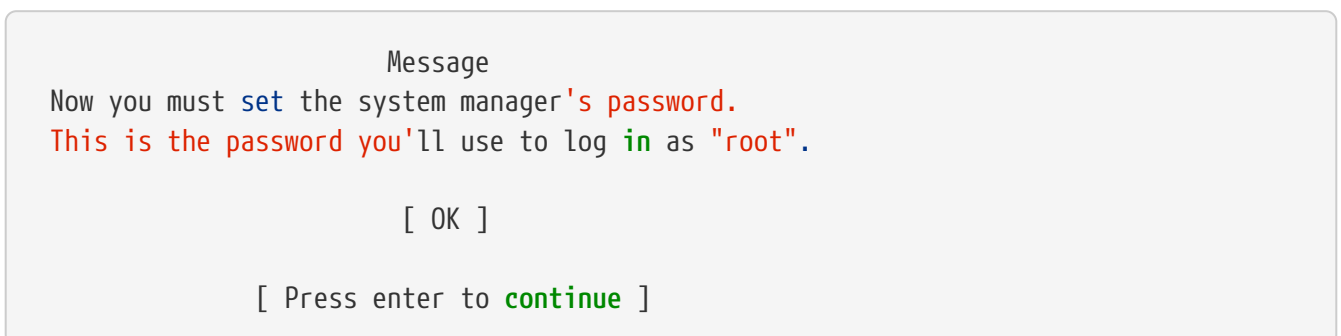 Message
Now you must set the system manager's password.
This is the password you'll use to log in as "root".
[ OK ]
[ Press enter to continue ]